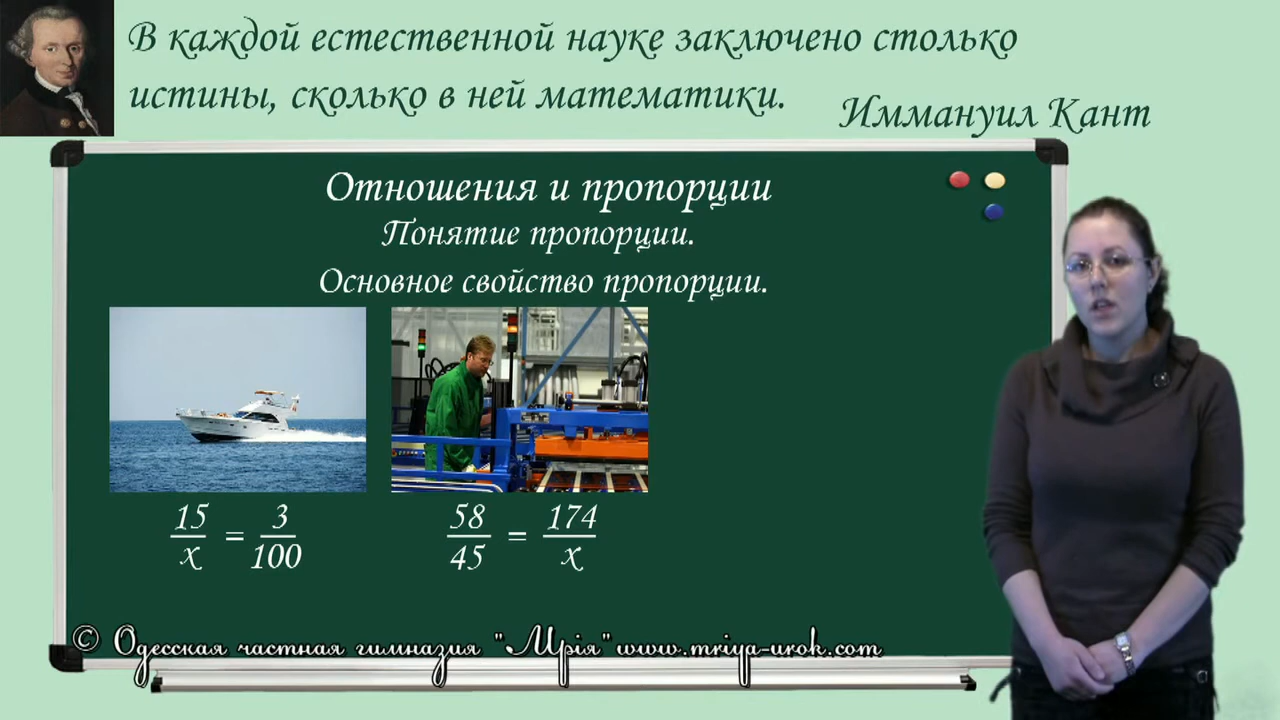 В каждой естественной науке заключено столько
истины, сколько в ней математики.
Иммануил Кант
Отношения и пропорции
Понятие пропорции.
Основное свойство пропорции.
15/x = 3/100
58/45 = 174/x
© Одесская частная гимназия "Мрія" www.mriya-urok.com